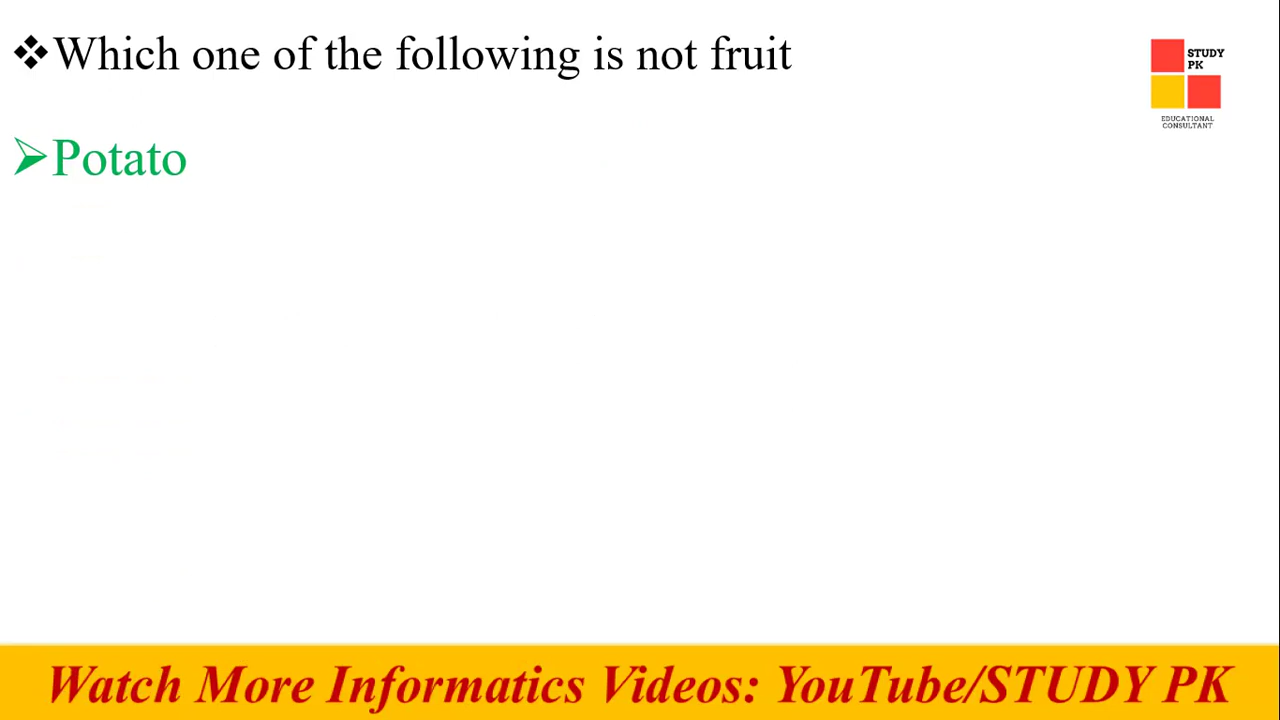 ❖Which one of the following is not fruit
STUDY
PK
EDUCATIONAL
CONSULTANT
➢Potato
Watch More Informatics Videos: YouTube/STUDY PK